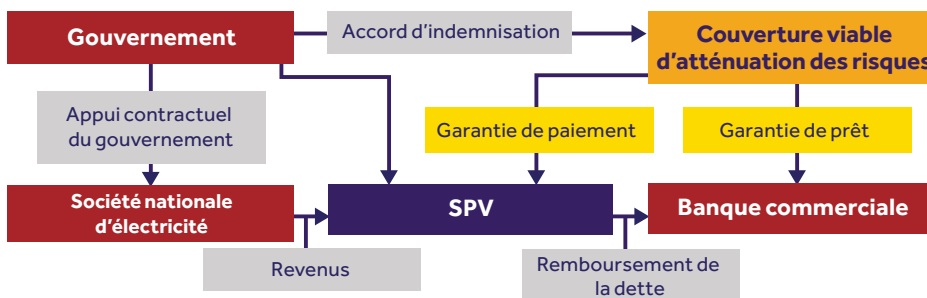 Gouvernement
Accord d’indemnisation
Couverture viable
d’atténuation des risques
Appui contractuel
du gouvernement
Garantie de paiement
Garantie de prêt
Société nationale
d’électricité
SPV
Banque commerciale
Revenus
Remboursement de
la dette